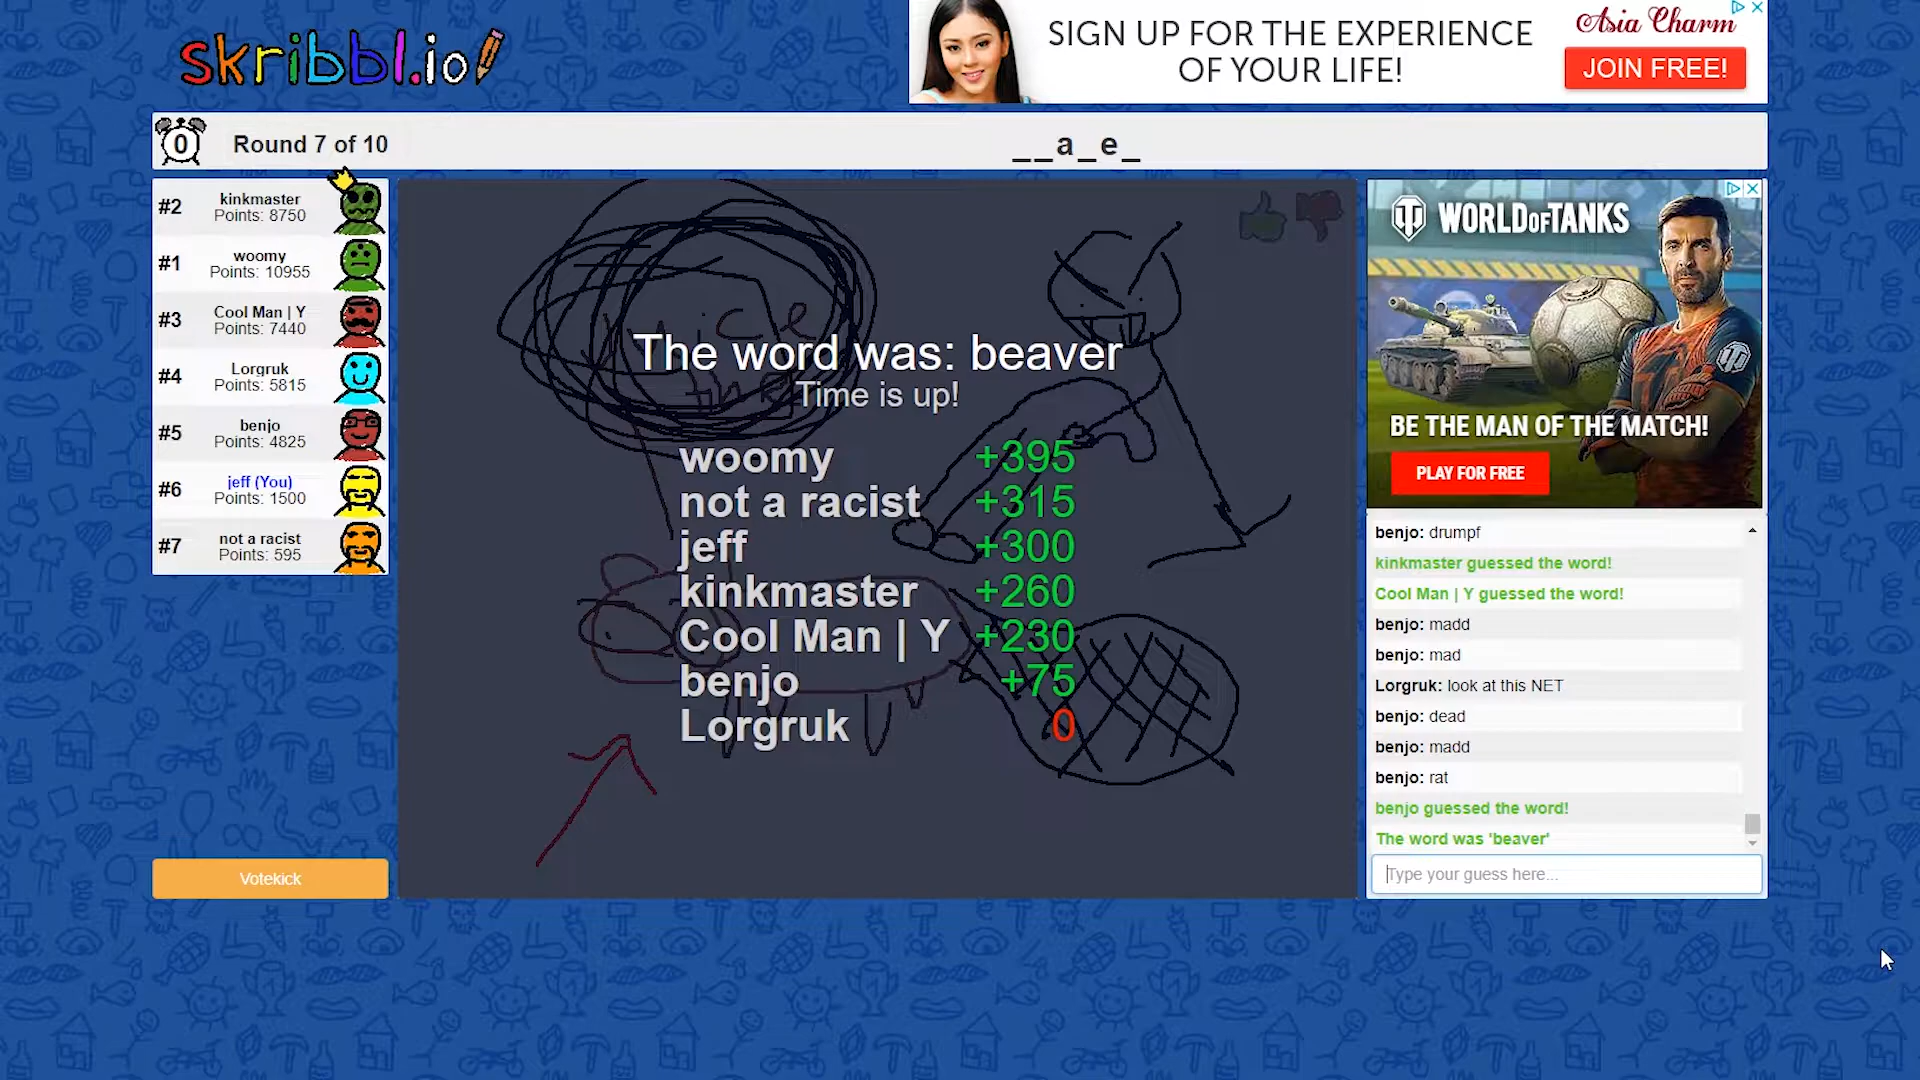 skribbl.io
SIGN UP FOR THE EXPERIENCE
OF YOUR LIFE!
Asia Charm
JOIN FREE!
0
Round 7 of 10
__a_e_
#2
kinkmaster
Points: 8750
#1
woomy
Points: 10955
#3
Cool Man | Y
Points: 7440
#4
Lorgruk
Points: 5815
#5
benjo
Points: 4825
#6
jeff (You)
Points: 1500
#7
not a racist
Points: 595
Votekick
nice
The word was: beaver
Time is up!
woomy +395
not a racist +315
jeff +300
kinkmaster +260
Cool Man | Y +230
benjo +75
Lorgruk 0
WORLD OF TANKS
BE THE MAN OF THE MATCH!
PLAY FOR FREE
benjo: drumpf
kinkmaster guessed the word!
Cool Man | Y guessed the word!
benjo: madd
benjo: mad
Lorgruk: look at this NET
benjo: dead
benjo: madd
benjo: rat
benjo guessed the word!
The word was 'beaver'
Type your guess here...